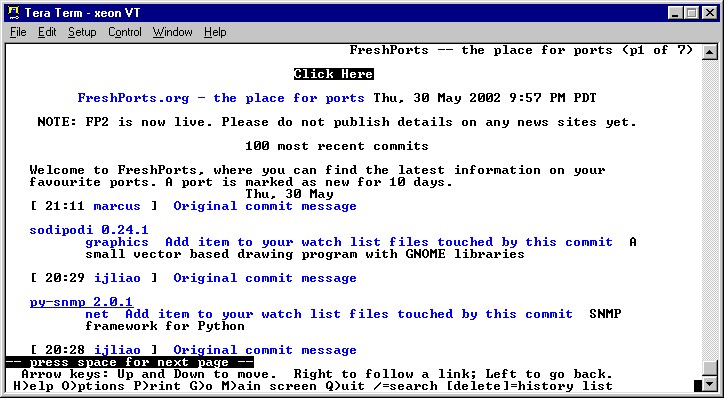 Tera Term - xeon VT
File Edit Setup Control Window Help
FreshPorts -- the place for ports (p1 of 7)
Click Here
FreshPorts.org - the place for ports Thu, 30 May 2002 9:57 PM PDT
NOTE: FP2 is now live. Please do not publish details on any news sites yet.
100 most recent commits
Welcome to FreshPorts, where you can find the latest information on your
favourite ports. A port is marked as new for 10 days.
Thu, 30 May
[ 21:11 marcus ] Original commit message
sodipodi 0.24.1
graphics Add item to your watch list files touched by this commit A
small vector based drawing program with GNOME libraries
[ 20:29 ijliao ] Original commit message
py-snmp 2.0.1
net Add item to your watch list files touched by this commit SNMP
framework for Python
[ 20:28 ijliao ] Original commit message
-- press space for next page --
Arrow keys: Up and Down to move. Right to follow a link; Left to go back.
H)elp O)ptions P)rint G)o M)ain screen Q)uit /=search [delete]=history list